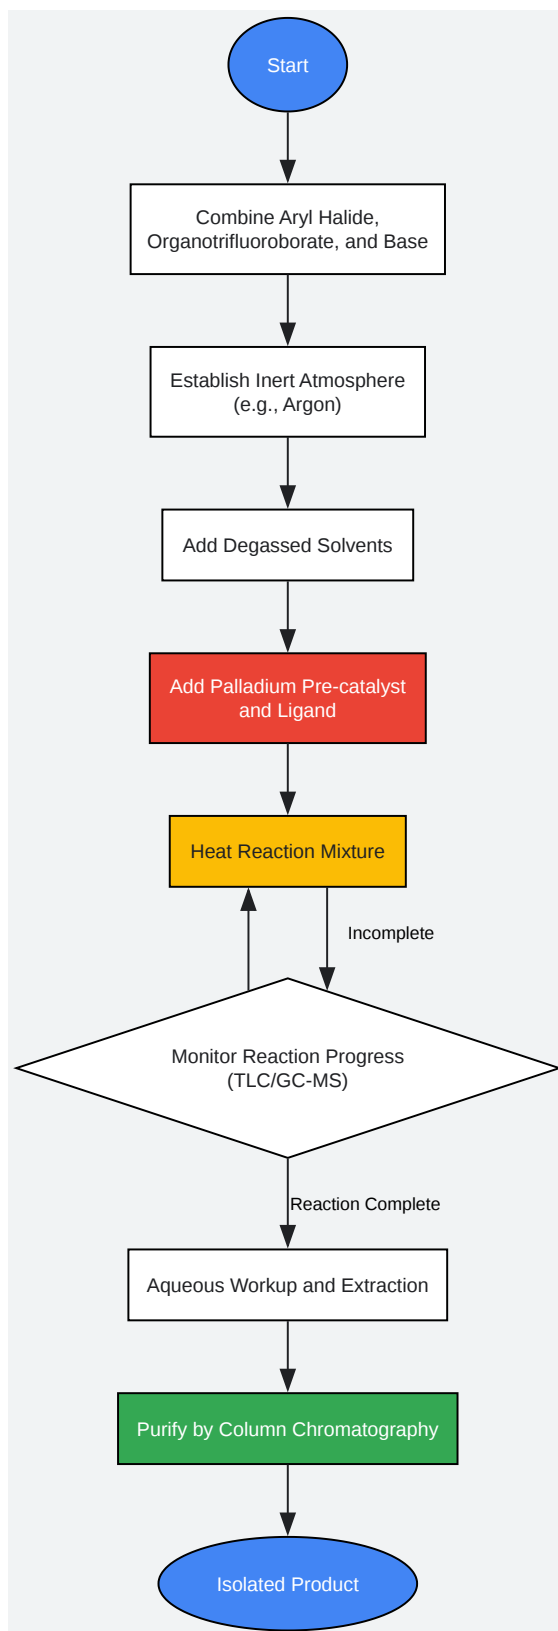 Start
Combine Aryl Halide,
Organotrifluoroborate, and Base
Establish Inert Atmosphere
(e.g., Argon)
Add Degassed Solvents
Add Palladium Pre-catalyst
and Ligand
Heat Reaction Mixture
Incomplete
Monitor Reaction Progress
(TLC/GC-MS)
Reaction Complete
Aqueous Workup and Extraction
Purify by Column Chromatography
Isolated Product